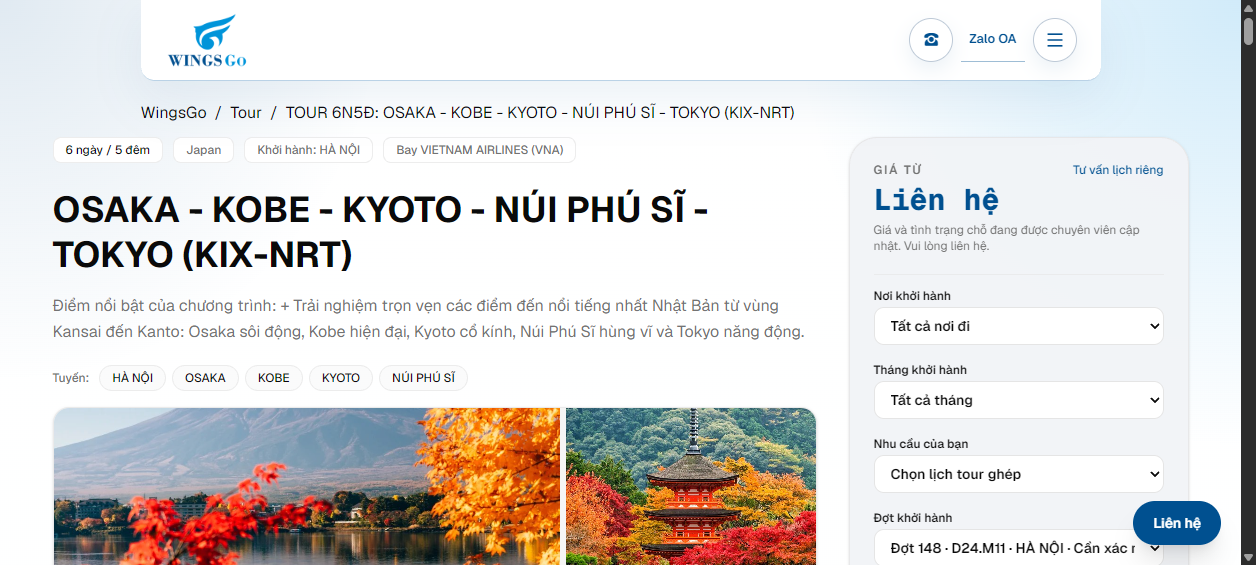 WINGS GO
Zalo OA
WingsGo / Tour / TOUR 6N5Đ: OSAKA - KOBE - KYOTO - NÚI PHÚ SĨ - TOKYO (KIX-NRT)
6 ngày / 5 đêm
Japan
Khởi hành: HÀ NỘI
Bay VIETNAM AIRLINES (VNA)
OSAKA - KOBE - KYOTO - NÚI PHÚ SĨ -
TOKYO (KIX-NRT)
Điểm nổi bật của chương trình: + Trải nghiệm trọn vẹn các điểm đến nổi tiếng nhất Nhật Bản từ vùng
Kansai đến Kanto: Osaka sôi động, Kobe hiện đại, Kyoto cổ kính, Núi Phú Sĩ hùng vĩ và Tokyo năng động.
Tuyến:
HÀ NỘI
OSAKA
KOBE
KYOTO
NÚI PHÚ SĨ
GIÁ TỪ
Tư vấn lịch riêng
Liên hệ
Giá và tình trạng chỗ đang được chuyên viên cập
nhật. Vui lòng liên hệ.
Nơi khởi hành
Tất cả nơi đi
Tháng khởi hành
Tất cả tháng
Nhu cầu của bạn
Chọn lịch tour ghép
Đợt khởi hành
Đợt 148 · D24.M11 · HÀ NỘI · Cần xác
Liên hệ